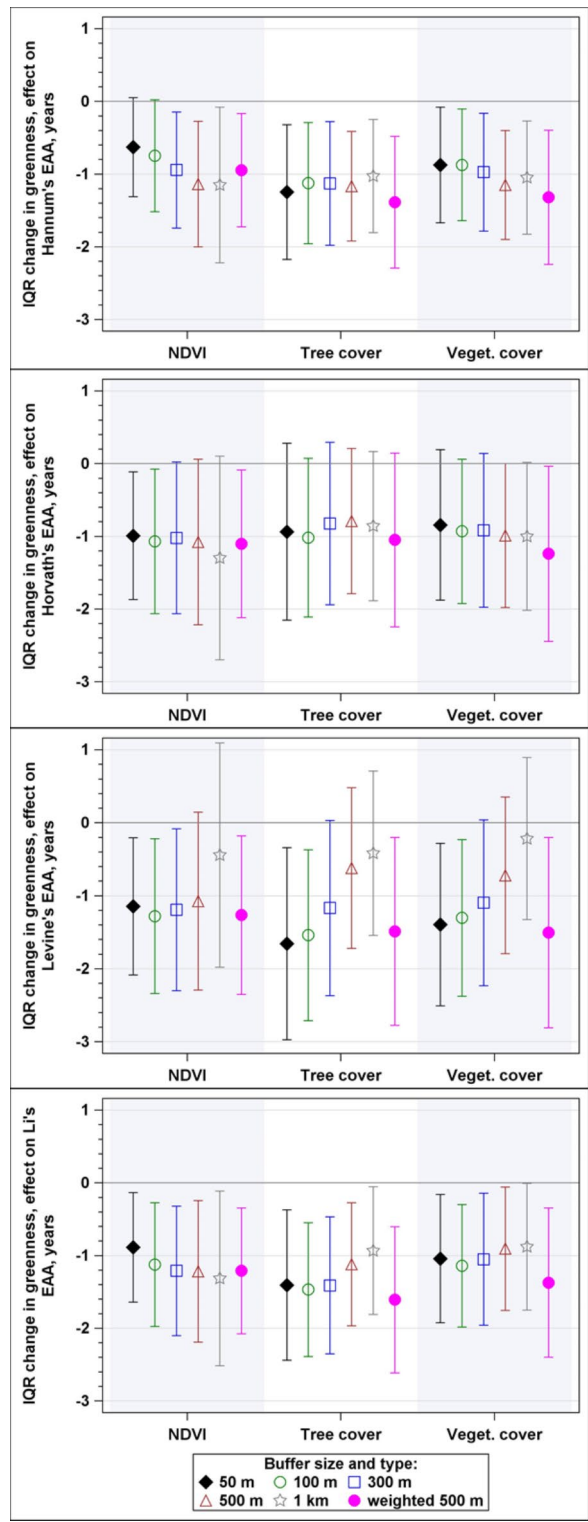 IQR change in greenness, effect on
Hannum's EAA, years
1
0
-1
-2
-3
NDVI Tree cover Veget. cover
IQR change in greenness, effect on
Horvath's EAA, years
1
0
-1
-2
-3
NDVI Tree cover Veget. cover
IQR change in greenness, effect on
Levine's EAA, years
1
0
-1
-2
-3
NDVI Tree cover Veget. cover
IQR change in greenness, effect on Li's
EAA, years
1
0
-1
-2
-3
NDVI Tree cover Veget. cover
Buffer size and type:
50 m 100 m 300 m
500 m 1 km weighted 500 m